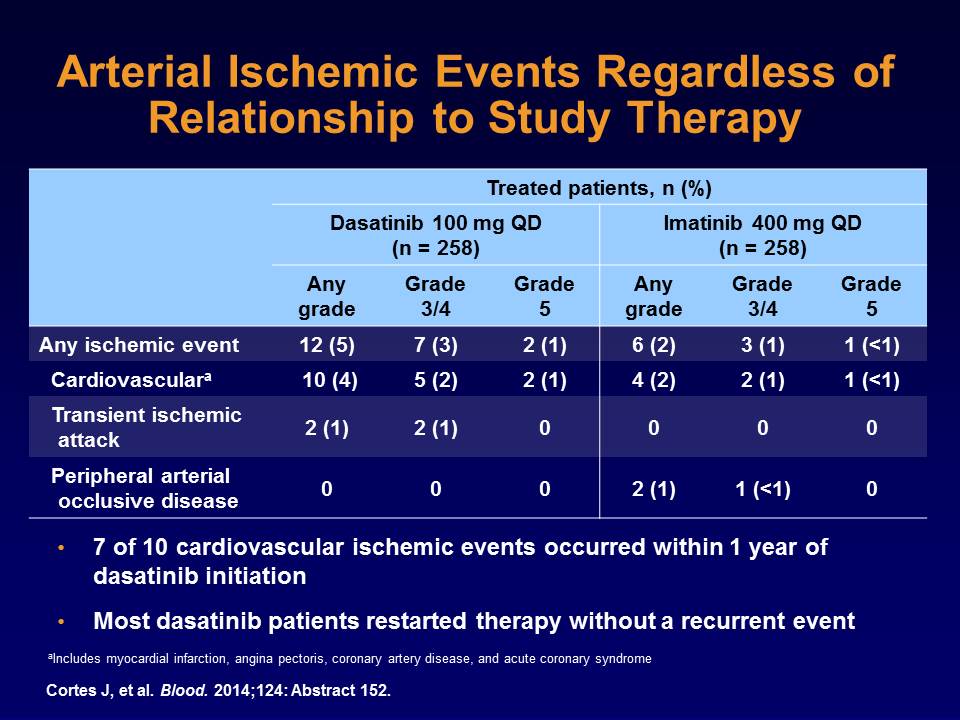 Arterial Ischemic Events Regardless of
Relationship to Study Therapy
Treated patients, n (%)
Dasatinib 100 mg QD
(n = 258)
Imatinib 400 mg QD
(n = 258)
Any grade Grade 3/4 Grade 5 Any grade Grade 3/4 Grade 5
Any ischemic event 12 (5) 7 (3) 2 (1) 6 (2) 3 (1) 1 (<1)
Cardiovascularᵃ 10 (4) 5 (2) 2 (1) 4 (2) 2 (1) 1 (<1)
Transient ischemic
attack 2 (1) 2 (1) 0 0 0 0
Peripheral arterial
occlusive disease 0 0 0 2 (1) 1 (<1) 0
• 7 of 10 cardiovascular ischemic events occurred within 1 year of
dasatinib initiation
• Most dasatinib patients restarted therapy without a recurrent event
ᵃIncludes myocardial infarction, angina pectoris, coronary artery disease, and acute coronary syndrome
Cortes J, et al. Blood. 2014;124: Abstract 152.